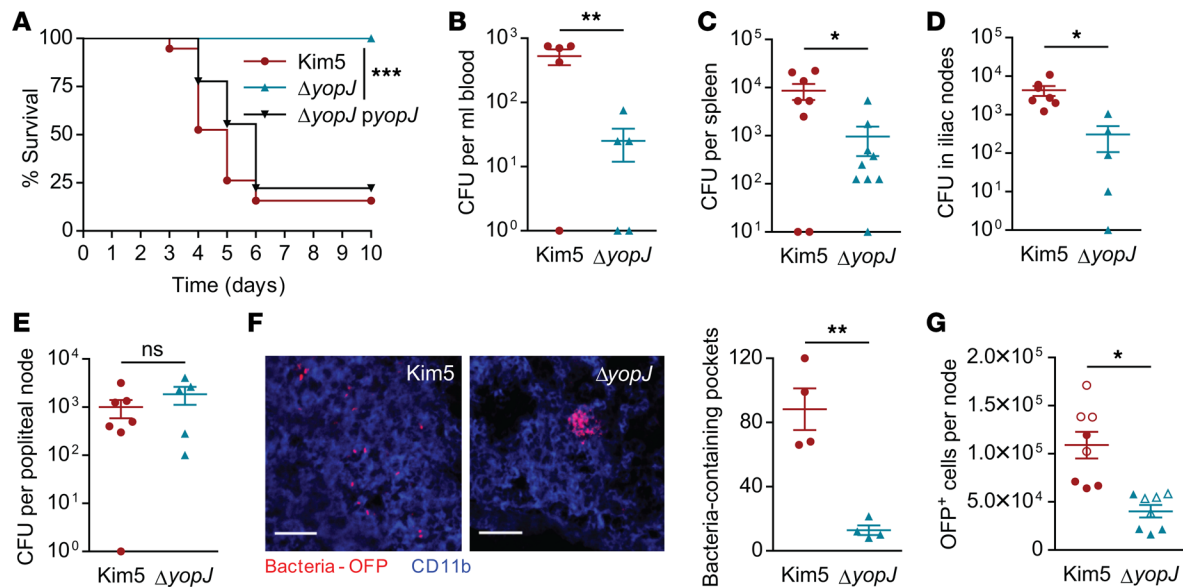 A
% Survival
100
75
50
25
0
0 1 2 3 4 5 6 7 8 9 10
Time (days)
Kim5
ΔyopJ
ΔyopJ pyopJ
***
B
CFU per ml blood
10³
10²
10¹
10⁰
**
Kim5 ΔyopJ
C
CFU per spleen
10⁵
10⁴
10³
10²
10¹
*
Kim5 ΔyopJ
D
CFU in iliac nodes
10⁵
10⁴
10³
10²
10¹
10⁰
*
Kim5 ΔyopJ
E
CFU per popliteal node
10⁴
10³
10²
10¹
10⁰
ns
Kim5 ΔyopJ
F
Kim5
ΔyopJ
Bacteria - OFP CD11b
Bacteria-containing pockets
120
80
40
0
**
Kim5 ΔyopJ
G
OFP⁺ cells per node
2.0×10⁵
1.5×10⁵
1.0×10⁵
5.0×10⁴
0
*
Kim5 ΔyopJ